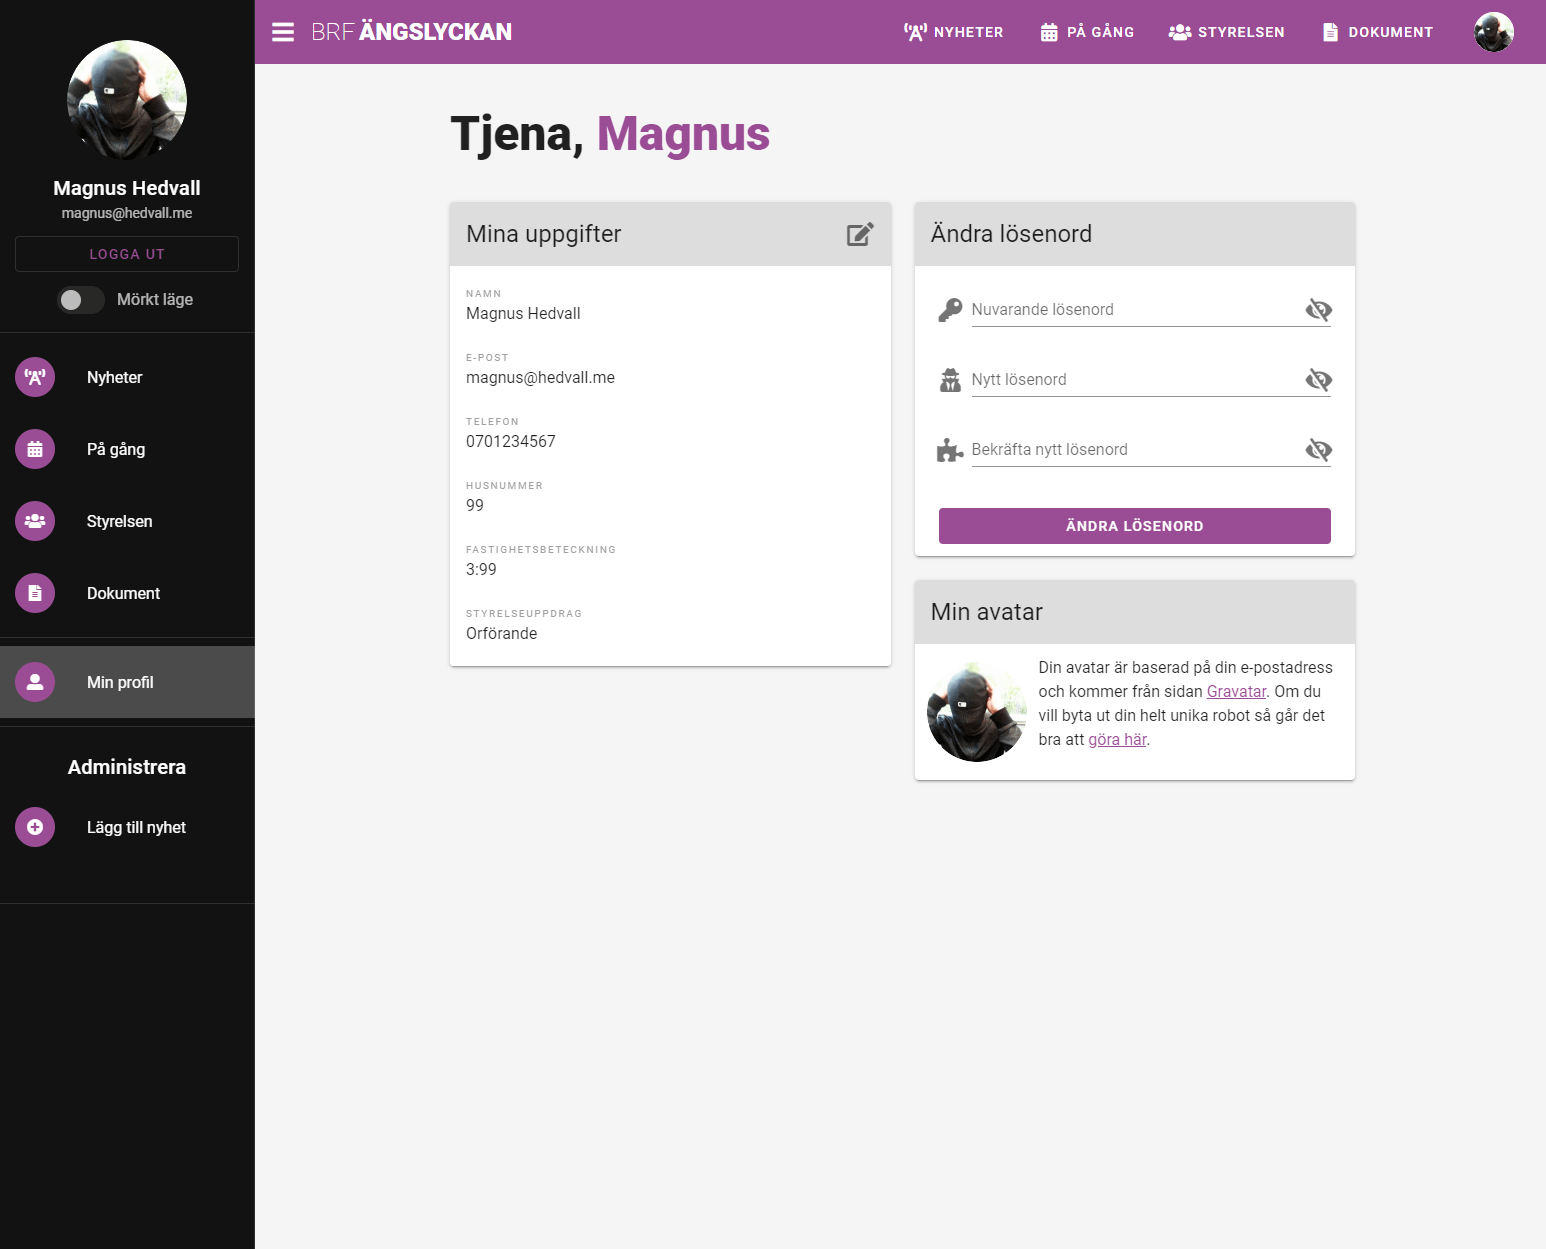 Magnus Hedvall
magnus@hedvall.me
LOGGA UT
Mörkt läge
Nyheter
På gång
Styrelsen
Dokument
Min profil
Administrera
Lägg till nyhet
BRF ÄNGSLYCKAN
NYHETER
PÅ GÅNG
STYRELSEN
DOKUMENT
Tjena, Magnus
Mina uppgifter
NAMN
Magnus Hedvall
E-POST
magnus@hedvall.me
TELEFON
0701234567
HUSNUMMER
99
FASTIGHETSBETECKNING
3:99
STYRELSEUPPDRAG
Orförande
Ändra lösenord
Nuvarande lösenord
Nytt lösenord
Bekräfta nytt lösenord
ÄNDRA LÖSENORD
Min avatar
Din avatar är baserad på din e-postadress
och kommer från sidan Gravatar. Om du
vill byta ut din helt unika robot så går det
bra att göra här.